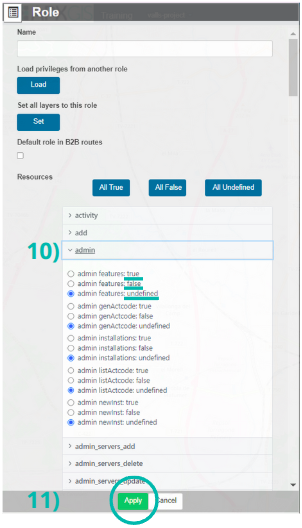 Role
Name
Load privileges from another role
Load
Set all layers to this role
Set
Default role in B2B routes
Resources
All True All False All Undefined
> activity
> add
10) admin
admin features: true
admin features: false
admin features: undefined
admin genActcode: true
admin genActcode: false
admin genActcode: undefined
admin installations: true
admin installations: false
admin installations: undefined
admin listActcode: true
admin listActcode: false
admin listActcode: undefined
admin newInst: true
admin newInst: false
admin newInst: undefined
> admin_servers_add
> admin_servers_delete
> admin_servers_update
11) Apply Cancel